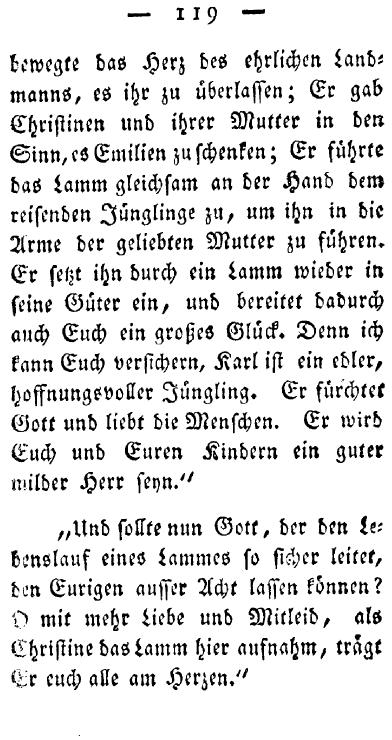 — 119 —
bewegte das Herz des ehrlichen Land-
manns, es ihr zu überlassen; Er gab
Christinen und ihrer Mutter in den
Sinn, es Emilien zu schenken; Er führte
das Lamm gleichsam an der Hand dem
reisenden Jünglinge zu, um ihn in die
Arme der geliebten Mutter zu führen.
Er setzt ihn durch ein Lamm wieder in
seine Güter ein, und bereitet dadurch
auch Euch ein großes Glück. Denn ich
kann Euch versichern, Karl ist ein edler,
hoffnungsvoller Jüngling. Er fürchtet
Gott und liebt die Menschen. Er wird
Euch und Euren Kindern ein guter
milder Herr seyn.“
„Und sollte nun Gott, der den Le-
benslauf eines Lammes so sicher leitet,
den Eurigen ausser Acht lassen können?
O mit mehr Liebe und Mitleid, als
Christine das Lamm hier aufnahm, trägt
Er euch alle am Herzen.“